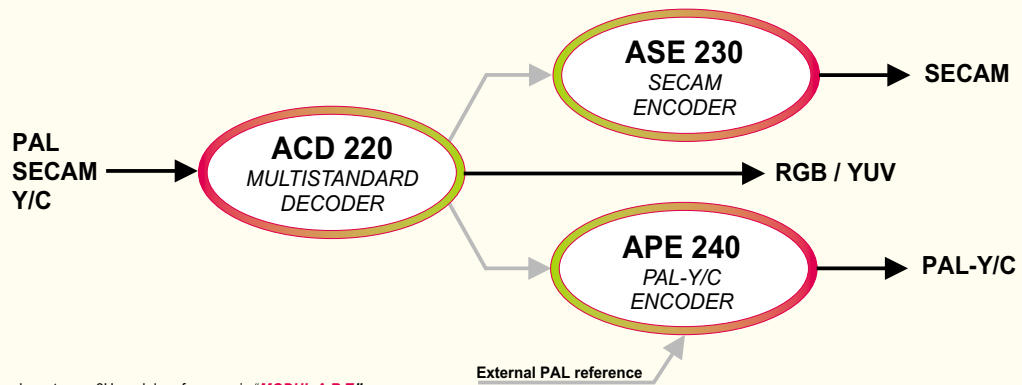 PAL
SECAM
Y/C
ACD 220
MULTISTANDARD
DECODER
ASE 230
SECAM
ENCODER
SECAM
RGB / YUV
APE 240
PAL-Y/C
ENCODER
PAL-Y/C
External PAL reference